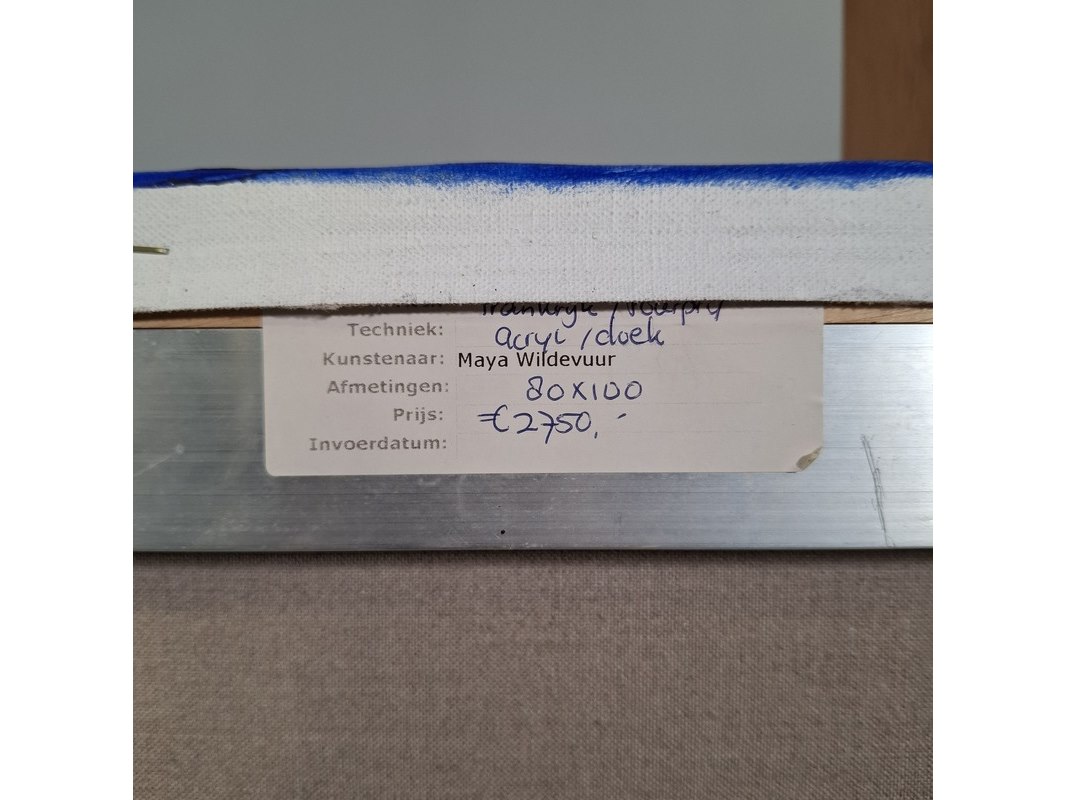 Techniek: acryl / doek
Kunstenaar: Maya Wildevuur
Afmetingen: 80x100
Prijs: € 2750,-
Invoerdatum: